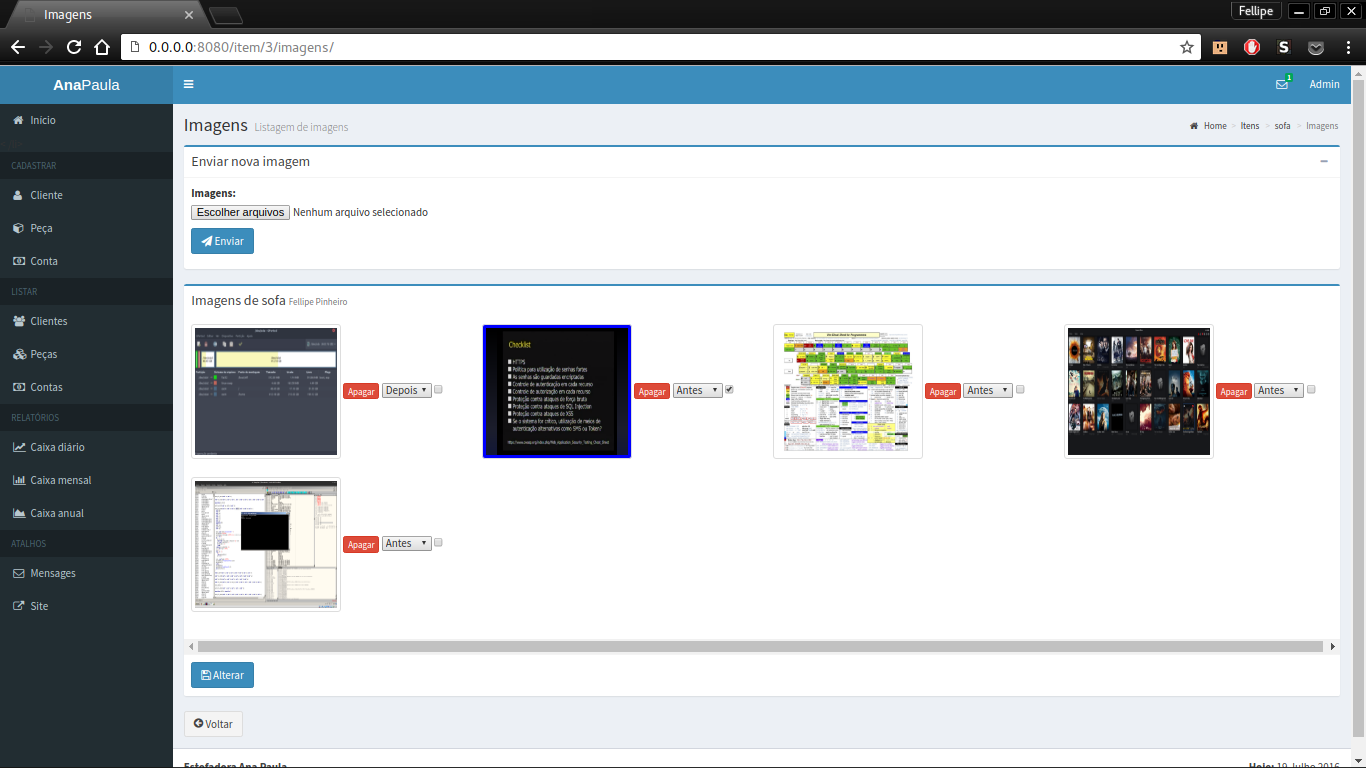 Imagens
Fellipe
0.0.0.0:8080/item/3/imagens/
AnaPaula
1
Admin
Início
CADASTRAR
Cliente
Peça
Conta
LISTAR
Clientes
Peças
Contas
RELATÓRIOS
Caixa diário
Caixa mensal
Caixa anual
ATALHOS
Mensages
Site
Imagens Listagem de imagens
Home > Itens > sofa > Imagens
Enviar nova imagem
Imagens:
Escolher arquivos Nenhum arquivo selecionado
Enviar
Imagens de sofa Fellipe Pinheiro
Apagar Depois
Checklist
HTTPS
Política para utilização de senhas fortes
As senhas são guardadas encriptadas
Controle de autenticação em cada recurso
Controle de autorização em cada recurso
Proteção contra ataques de força bruta
Proteção contra ataques de SQL Injection
Proteção contra ataques de XSS
Se o sistema for crítico, utilização de meios de
autenticação alternativos como SMS ou Token?
Apagar Antes
Apagar Antes
Apagar Antes
Apagar Antes
Alterar
Voltar
Estofadora Ana Paula
Hoje: 19 Julho 2016